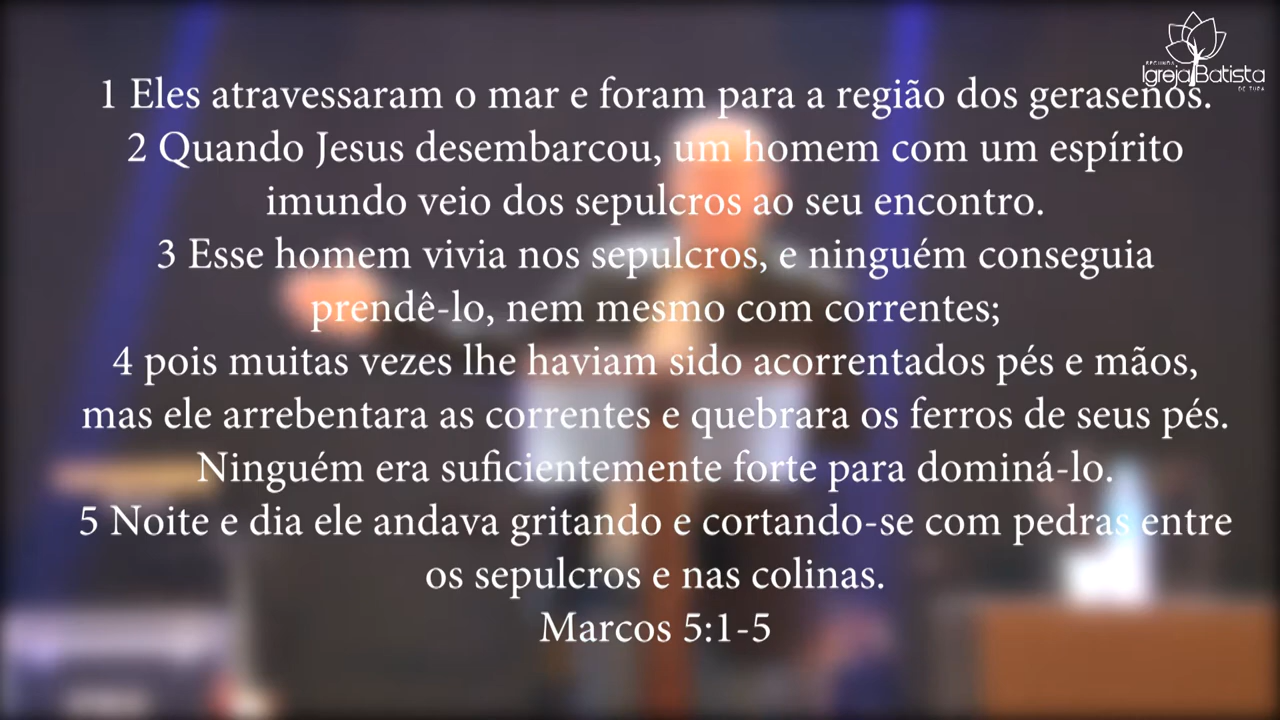 SEGUNDA
Igreja Batista
DE TUPÃ
1 Eles atravessaram o mar e foram para a região dos gerasenos.
2 Quando Jesus desembarcou, um homem com um espírito
imundo veio dos sepulcros ao seu encontro.
3 Esse homem vivia nos sepulcros, e ninguém conseguia
prendê-lo, nem mesmo com correntes;
4 pois muitas vezes lhe haviam sido acorrentados pés e mãos,
mas ele arrebentara as correntes e quebrara os ferros de seus pés.
Ninguém era suficientemente forte para dominá-lo.
5 Noite e dia ele andava gritando e cortando-se com pedras entre
os sepulcros e nas colinas.
Marcos 5:1-5